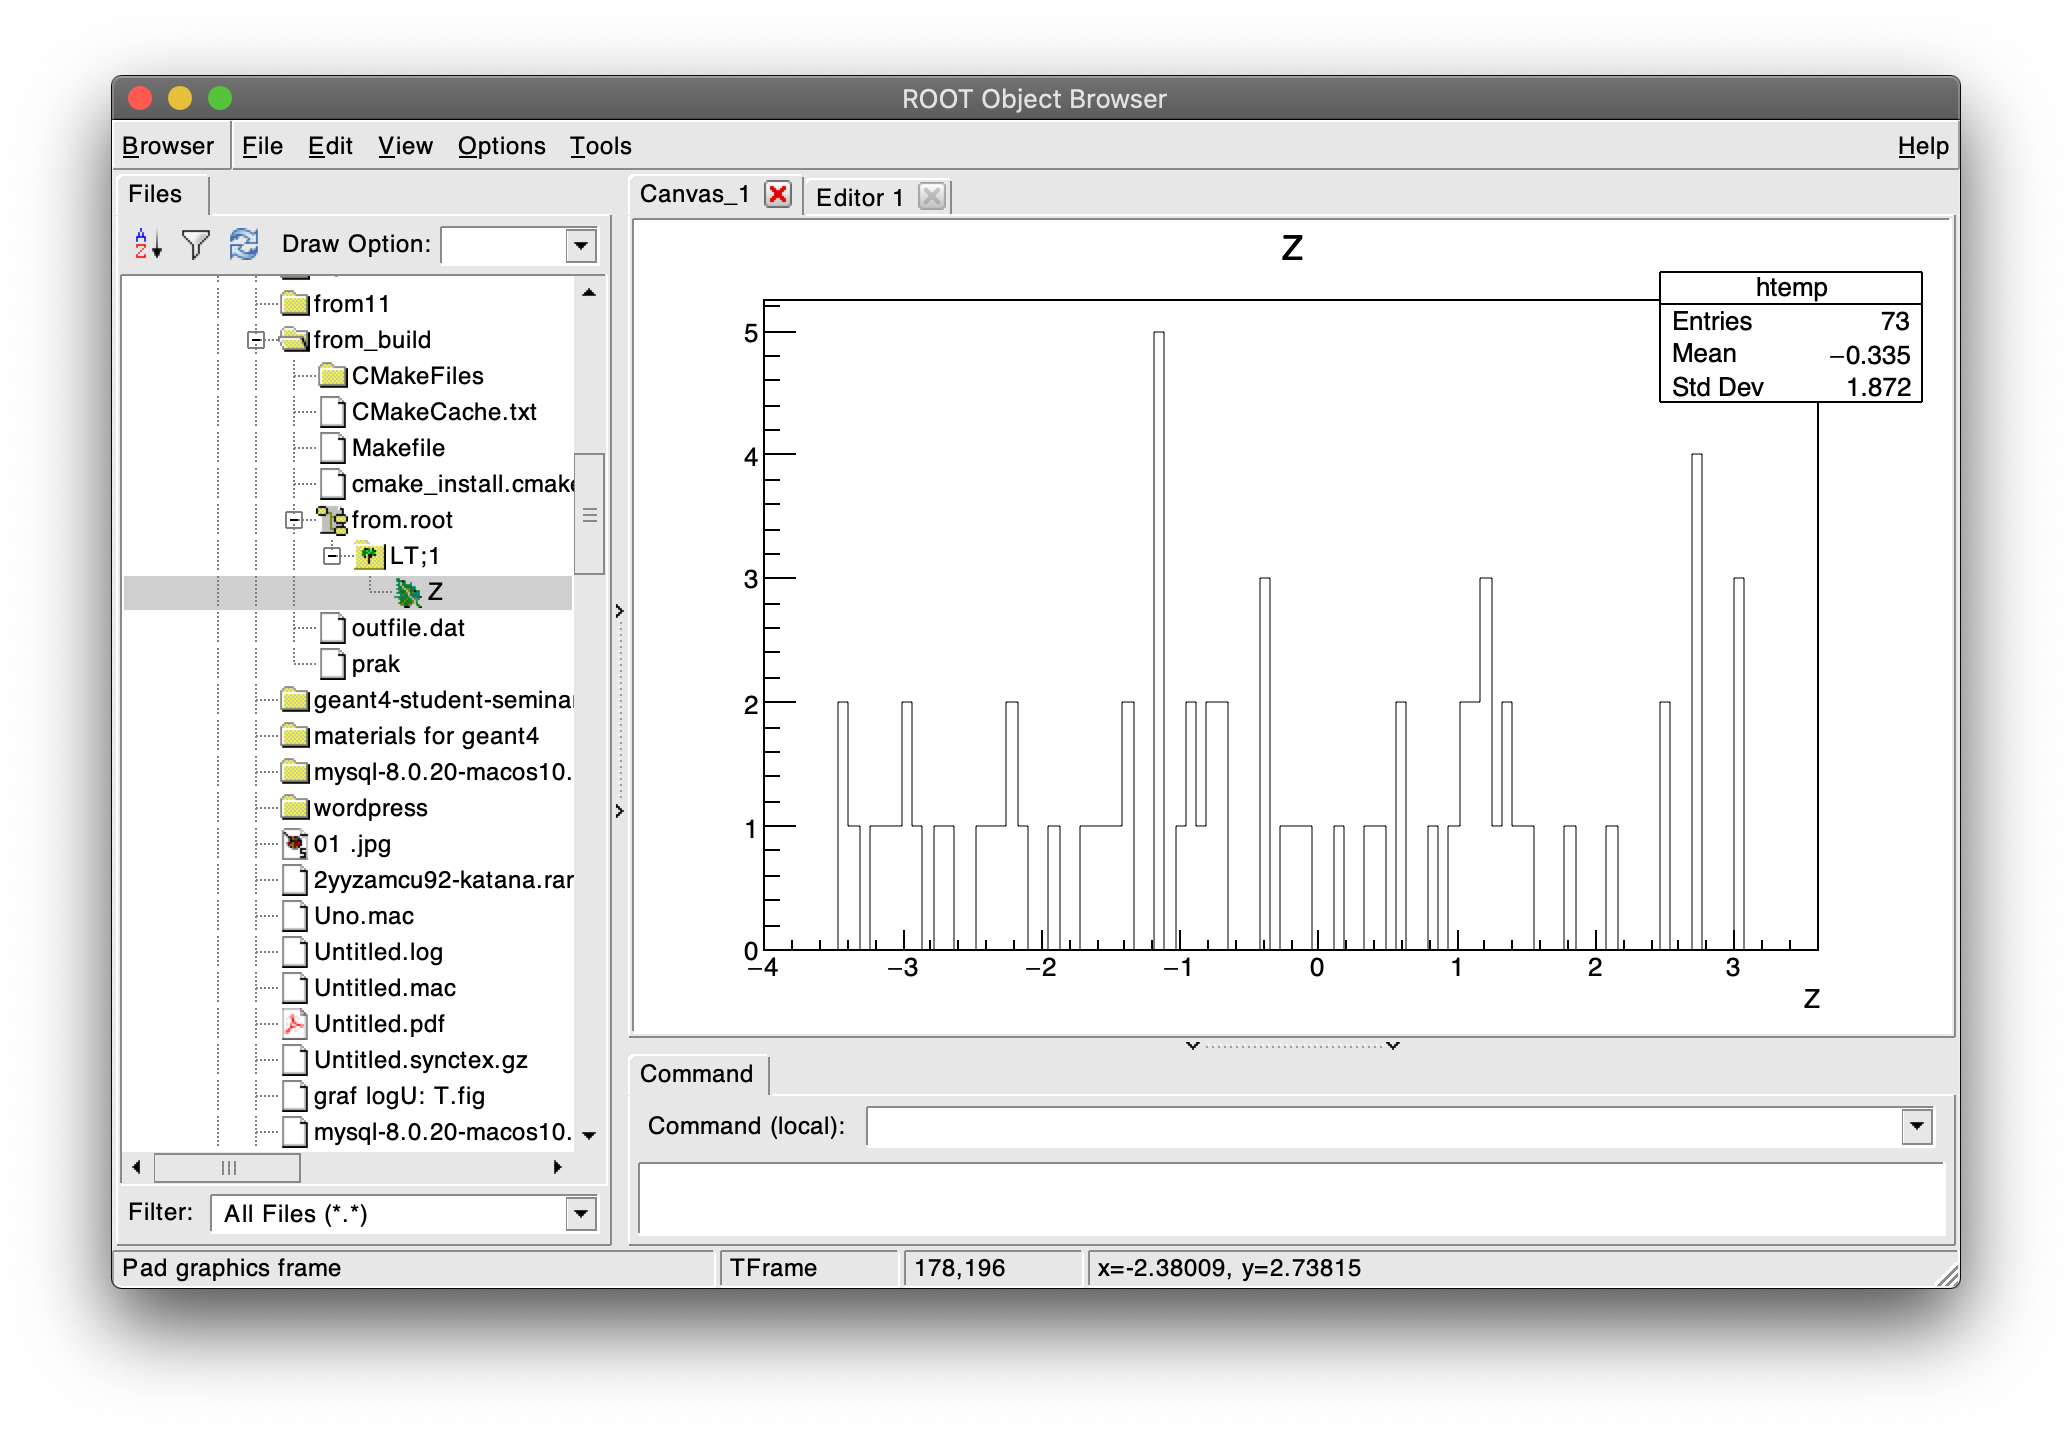 ROOT Object Browser
Browser File Edit View Options Tools Help
Files
Draw Option:
from11
from_build
CMakeFiles
CMakeCache.txt
Makefile
cmake_install.cmake
from.root
LT;1
Z
outfile.dat
prak
geant4-student-semina
materials for geant4
mysql-8.0.20-macos10.
wordpress
01 .jpg
2yyzamcu92-katana.rar
Uno.mac
Untitled.log
Untitled.mac
Untitled.pdf
Untitled.synctex.gz
graf logU: T.fig
mysql-8.0.20-macos10.
Filter: All Files (*.*)
Canvas_1 Editor 1
Z
htemp
Entries 73
Mean −0.335
Std Dev 1.872
5
4
3
2
1
0
−4 −3 −2 −1 0 1 2 3
Z
Command
Command (local):
Pad graphics frame TFrame 178,196 x=-2.38009, y=2.73815